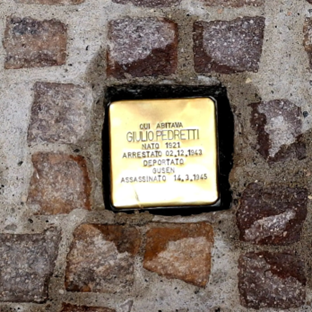 QUI ABITAVA
GIULIO PEDRETTI
NATO 1921
ARRESTATO 02.12.1943
DEPORTATO
GUSEN
ASSASSINATO 14.3.1945